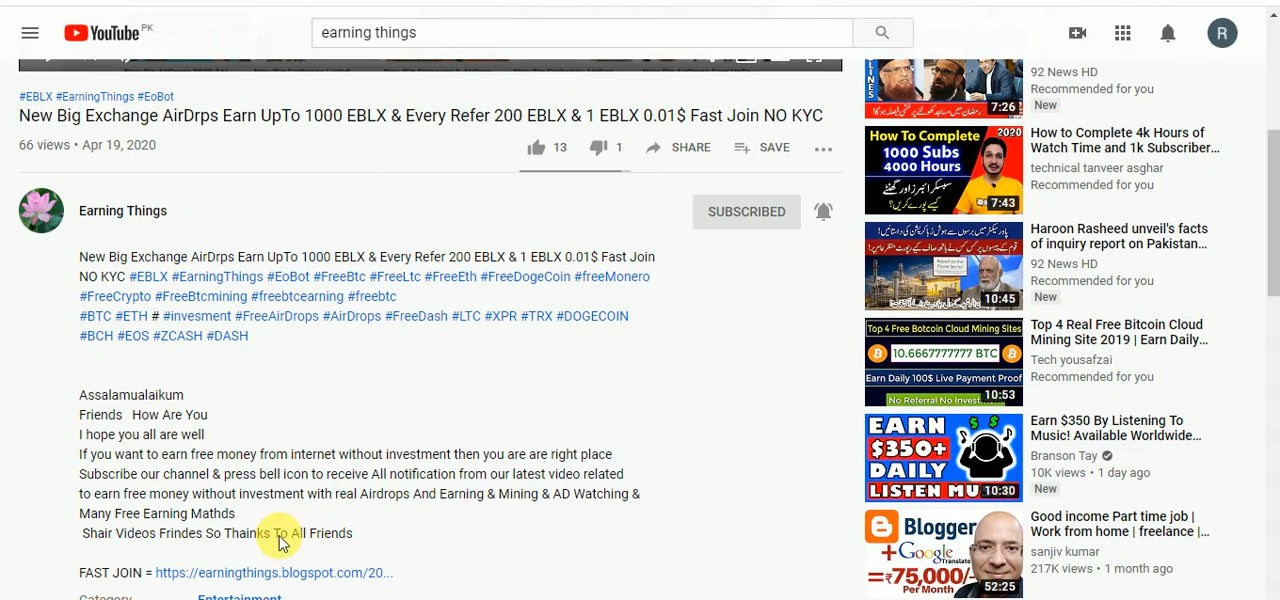 YouTube PK
earning things
R
#EBLX #EarningThings #EoBot
New Big Exchange AirDrps Earn UpTo 1000 EBLX & Every Refer 200 EBLX & 1 EBLX 0.01$ Fast Join NO KYC
66 views • Apr 19, 2020
13
1
SHARE
SAVE
Earning Things
SUBSCRIBED
New Big Exchange AirDrps Earn UpTo 1000 EBLX & Every Refer 200 EBLX & 1 EBLX 0.01$ Fast Join
NO KYC #EBLX #EarningThings #EoBot #FreeBtc #FreeLtc #FreeEth #FreeDogeCoin #freeMonero
#FreeCrypto #FreeBtcmining #freebtcearning #freebtc
#BTC #ETH # #invesment #FreeAirDrops #AirDrops #FreeDash #LTC #XPR #TRX #DOGECOIN
#BCH #EOS #ZCASH #DASH
Assalamualaikum
Friends How Are You
I hope you all are well
If you want to earn free money from internet without investment then you are are right place
Subscribe our channel & press bell icon to receive All notification from our latest video related
to earn free money without investment with real Airdrops And Earning & Mining & AD Watching &
Many Free Earning Mathds
Shair Videos Frindes So Thainks To All Friends
FAST JOIN = https://earningthings.blogspot.com/20...
Category
Entertainment
LINES
7:26
92 News HD
Recommended for you
New
How To Complete 2020
1000 Subs
4000 Hours
7:43
How to Complete 4k Hours of
Watch Time and 1k Subscriber...
technical tanveer asghar
Recommended for you
10:45
Haroon Rasheed unveil's facts
of inquiry report on Pakistan...
92 News HD
Recommended for you
New
Top 4 Free Botcoin Cloud Mining Sites
10.6667777777 BTC
Earn Daily 100$ Live Payment Proof
No Referral No Invest
10:53
Top 4 Real Free Bitcoin Cloud
Mining Site 2019 | Earn Daily...
Tech yousafzai
Recommended for you
EARN
$350+
DAILY
LISTEN MU
10:30
Earn $350 By Listening To
Music! Available Worldwide...
Branson Tay
10K views • 1 day ago
New
Blogger
+ Google
Translate
=₹75,000/
Per Month
52:25
Good income Part time job |
Work from home | freelance |...
sanjiv kumar
217K views • 1 month ago